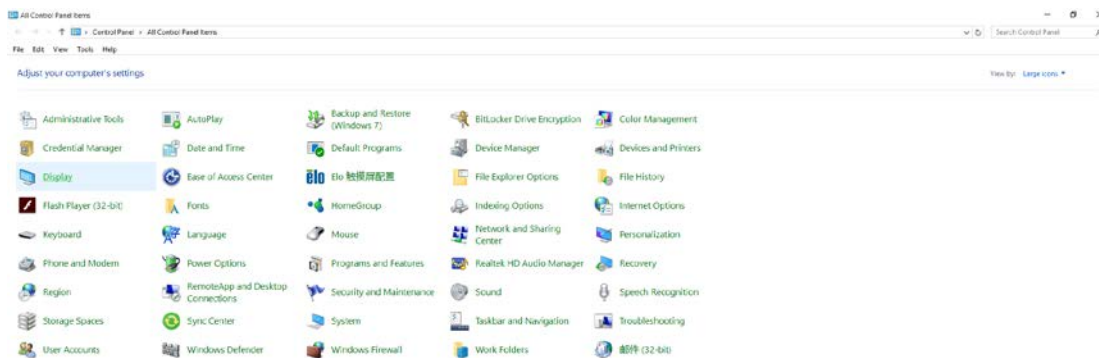 All Control Panel Items
Control Panel › All Control Panel Items
Search Control Panel
File Edit View Tools Help
Adjust your computer's settings
View by: Large icons
Administrative Tools
AutoPlay
Backup and Restore
(Windows 7)
BitLocker Drive Encryption
Color Management
Credential Manager
Date and Time
Default Programs
Device Manager
Devices and Printers
Display
Ease of Access Center
elo
Elo 触摸屏配置
File Explorer Options
File History
Flash Player (32-bit)
Fonts
HomeGroup
Indexing Options
Internet Options
Keyboard
Language
Mouse
Network and Sharing
Center
Personalization
Phone and Modem
Power Options
Programs and Features
Realtek HD Audio Manager
Recovery
Region
RemoteApp and Desktop
Connections
Security and Maintenance
Sound
Speech Recognition
Storage Spaces
Sync Center
System
Taskbar and Navigation
Troubleshooting
User Accounts
Windows Defender
Windows Firewall
Work Folders
邮件 (32-bit)